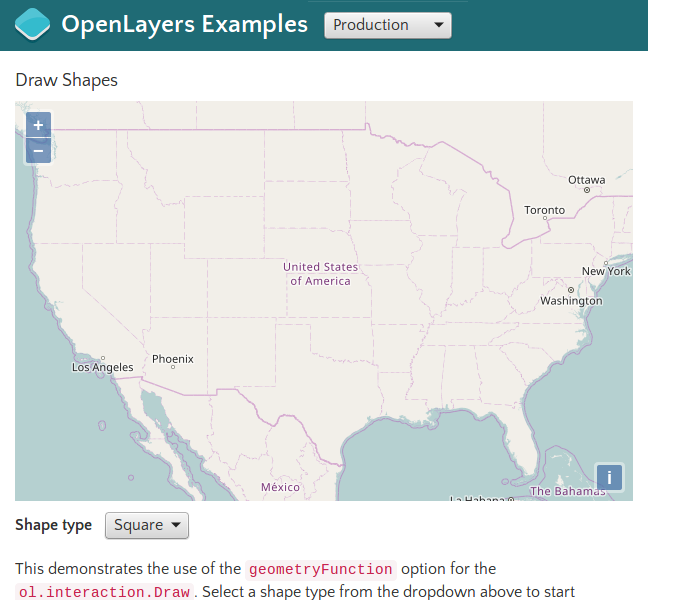 OpenLayers Examples
Production
Draw Shapes
+
−
Ottawa
Toronto
United States
of America
New York
Washington
Phoenix
Los Angeles
México
La Habana
The Bahamas
i
Shape type
Square
This demonstrates the use of the geometryFunction option for the
ol.interaction.Draw. Select a shape type from the dropdown above to start